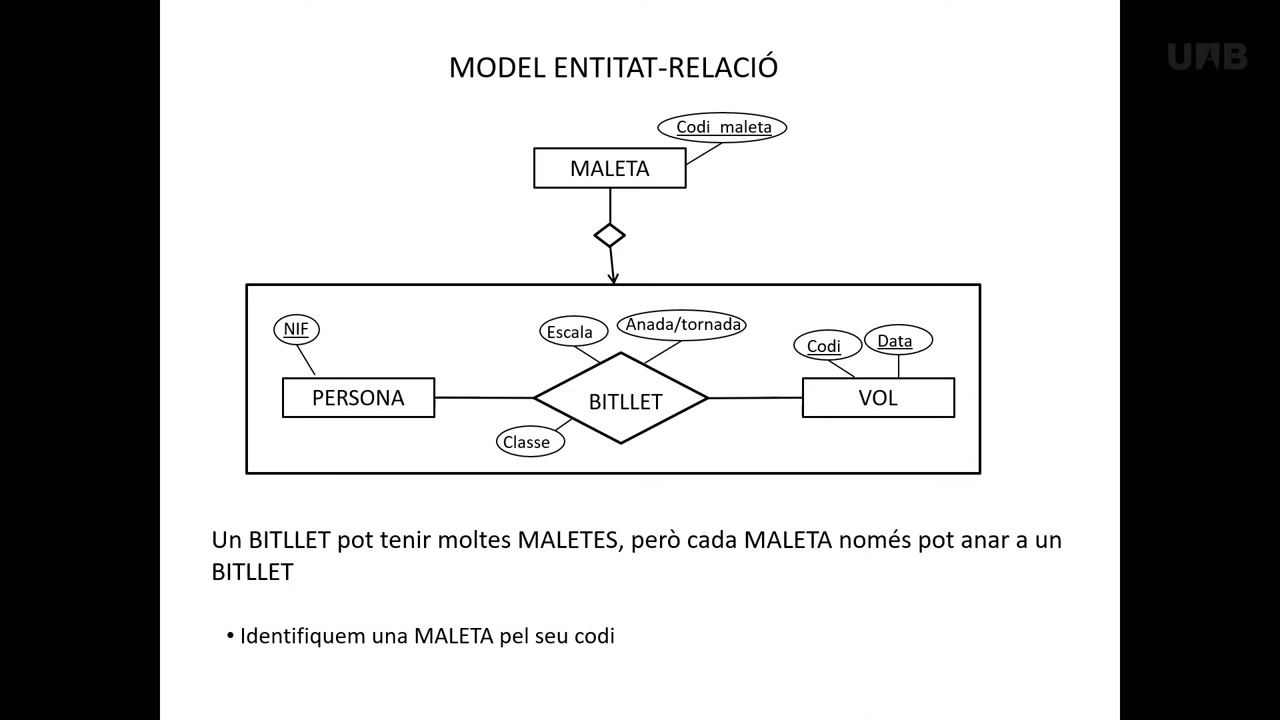 MODEL ENTITAT-RELACIÓ
UAB
Codi_maleta
MALETA
NIF
Escala
Anada/tornada
Codi
Data
PERSONA
BITLLET
VOL
Classe
Un BITLLET pot tenir moltes MALETES, però cada MALETA només pot anar a un
BITLLET
• Identifiquem una MALETA pel seu codi